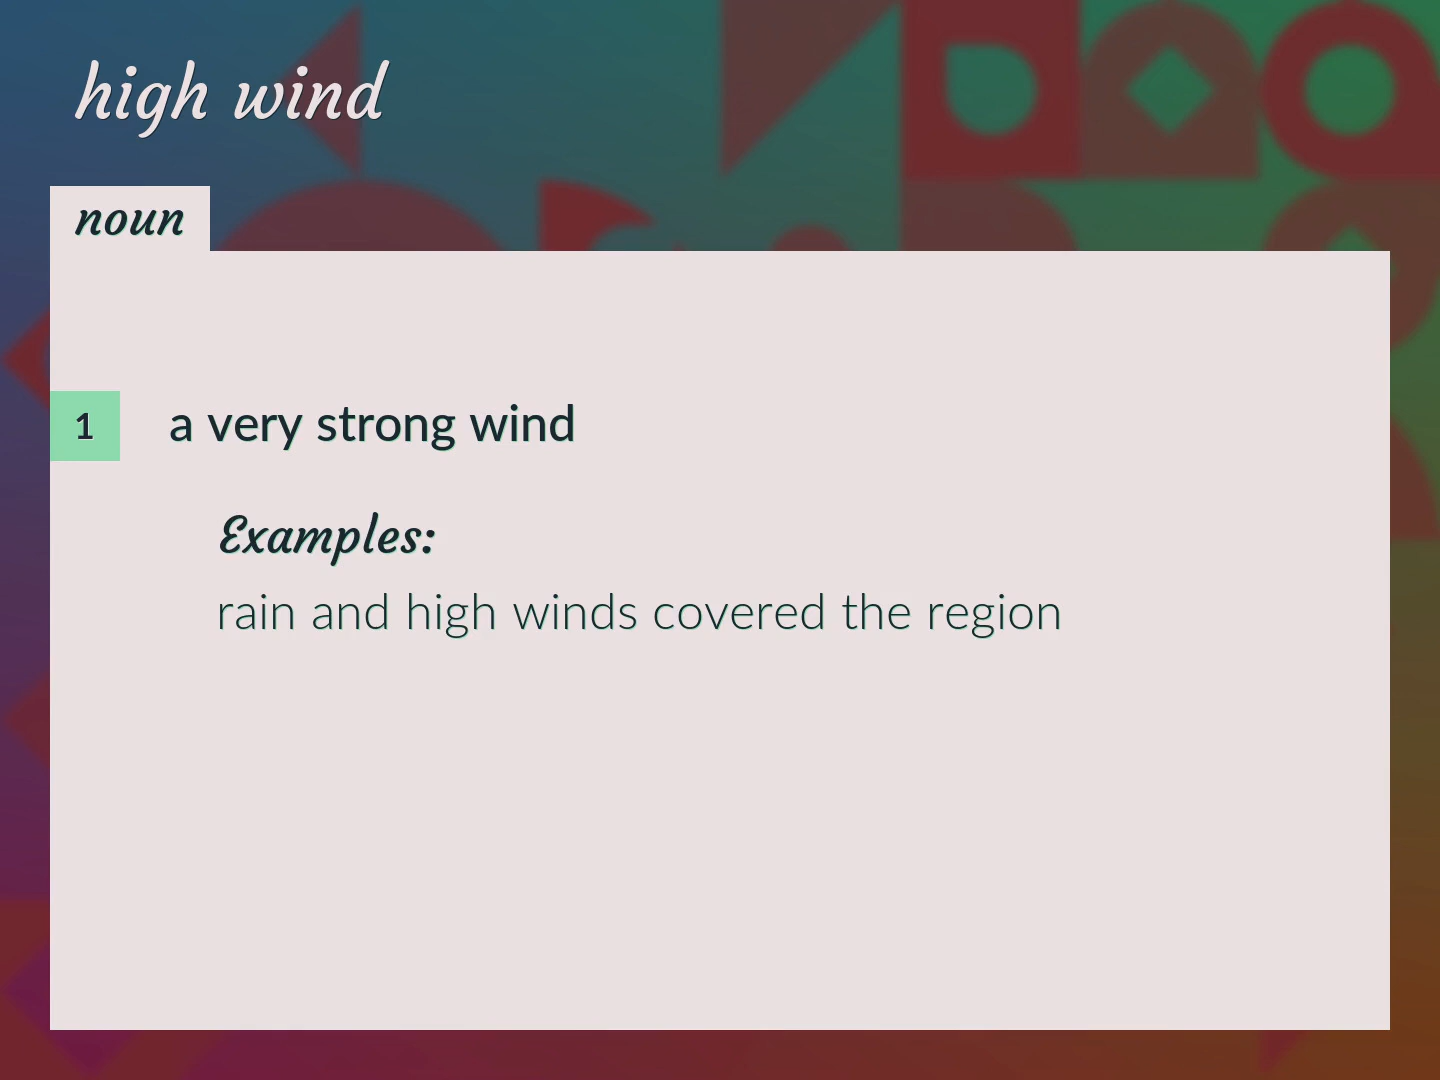 high wind
noun
1
a very strong wind
Examples:
rain and high winds covered the region